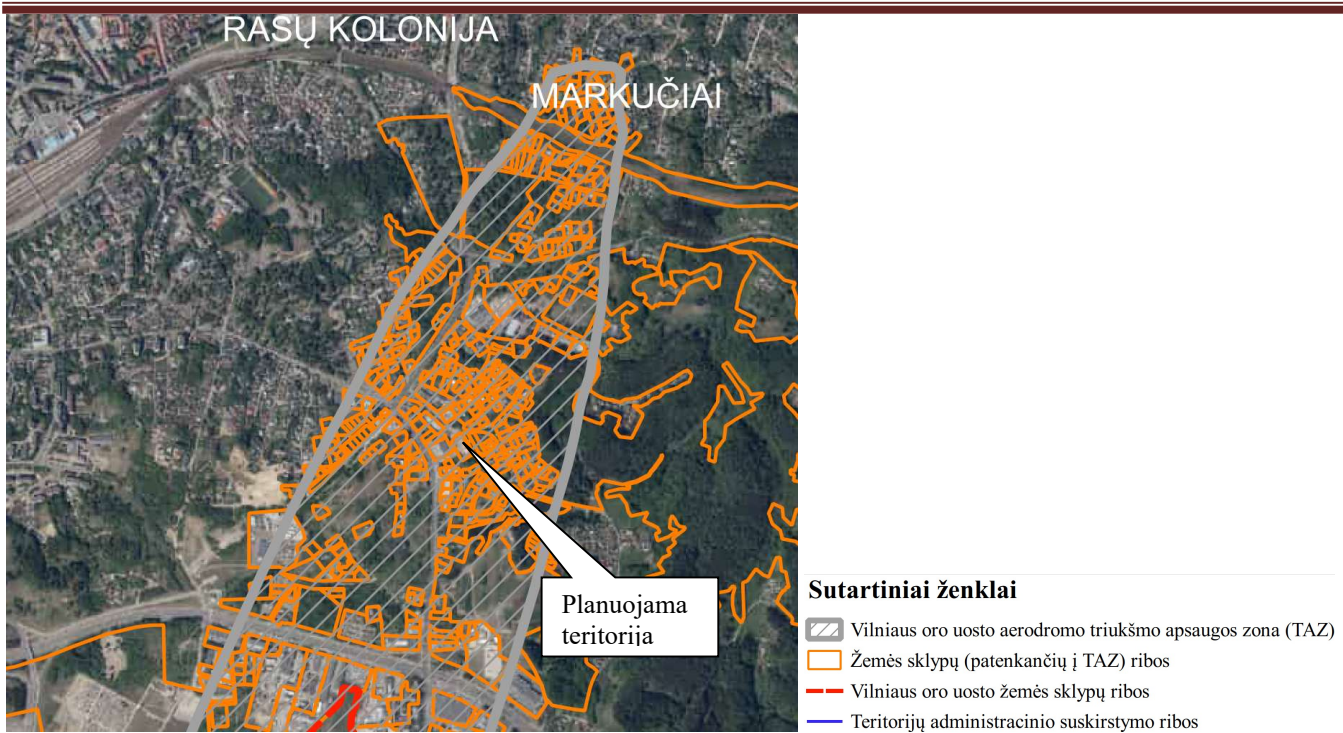 RASŲ KOLONIJA
MARKUČIAI
Planuojama
teritorija
Sutartiniai ženklai
Vilniaus oro uosto aerodromo triukšmo apsaugos zona (TAZ)
Žemės sklypų (patenkančių į TAZ) ribos
Vilniaus oro uosto žemės sklypų ribos
Teritorijų administracinio suskirstymo ribos